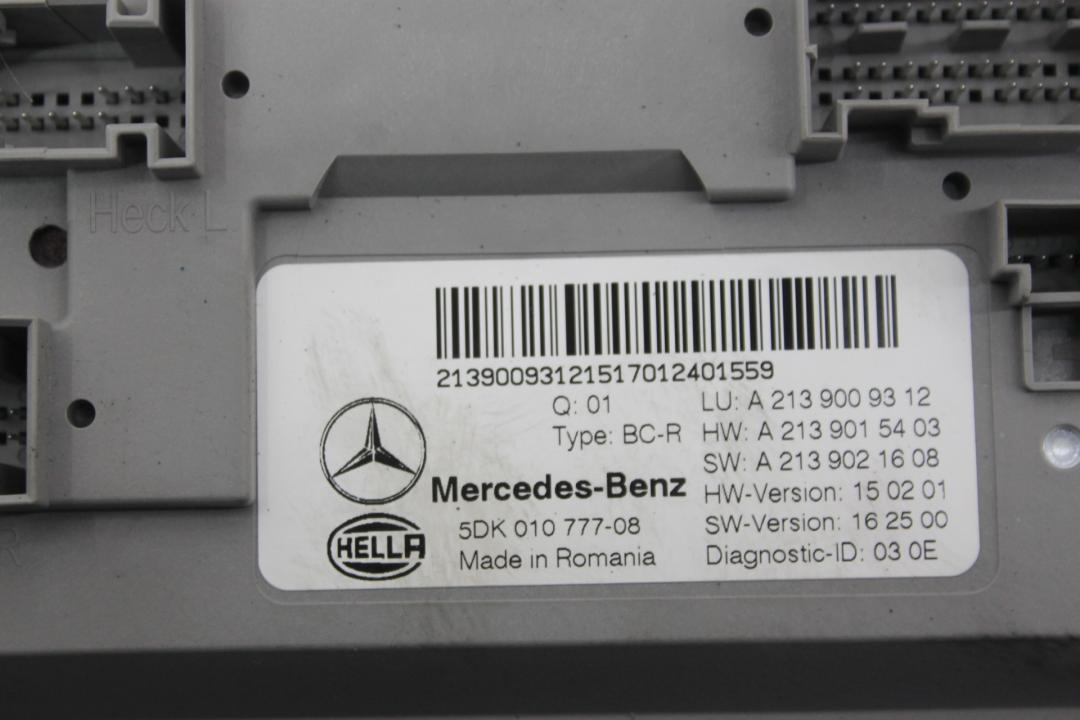 Heck L
21390093121517012401559
Q: 01
LU: A 213 900 93 12
Type: BC-R
HW: A 213 901 54 03
SW: A 213 902 16 08
Mercedes-Benz
HW-Version: 15 02 01
5DK 010 777-08
SW-Version: 16 25 00
HELLA
Made in Romania
Diagnostic-ID: 03 0E
R